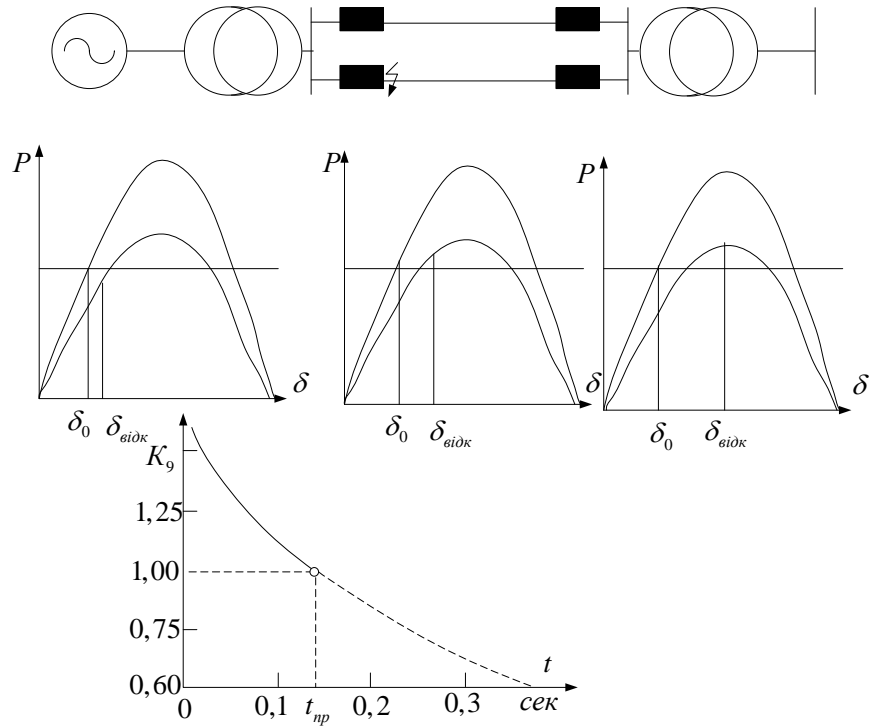 P
δ
δ₀
δвідк
P
δ
δ₀
δвідк
P
δ
δ₀
δвідк
K₉
1,25
1,00
0,75
0,60
0
0,1
tпр
0,2
0,3
t
сек